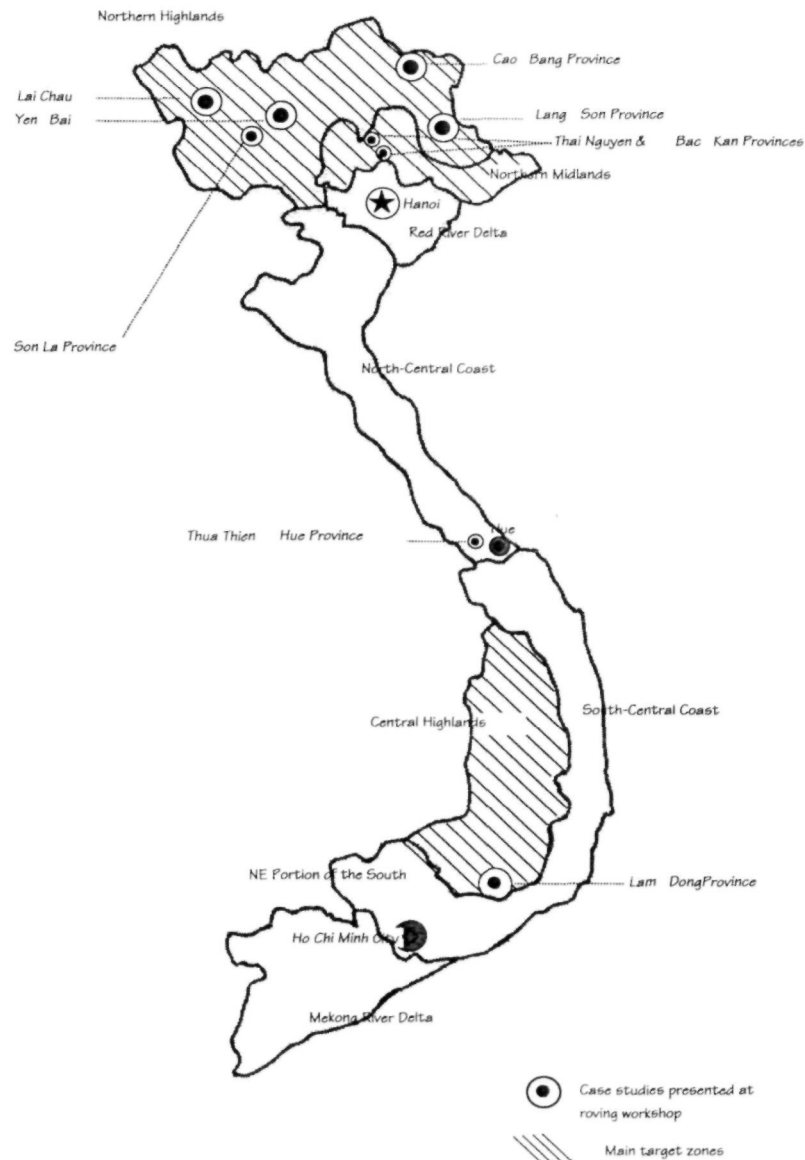 Northern Highlands
Cao Bang Province
Lai Chau
Yen Bai
Lang Son Province
Thai Nguyen & Bac Kan Provinces
Northern Midlands
Hanoi
Red River Delta
Son La Province
North-Central Coast
Hue
Thua Thien Hue Province
South-Central Coast
Central Highlands
NE Portion of the South
Lam DongProvince
Ho Chi Minh City
Mekong River Delta
Case studies presented at
roving workshop
Main target zones